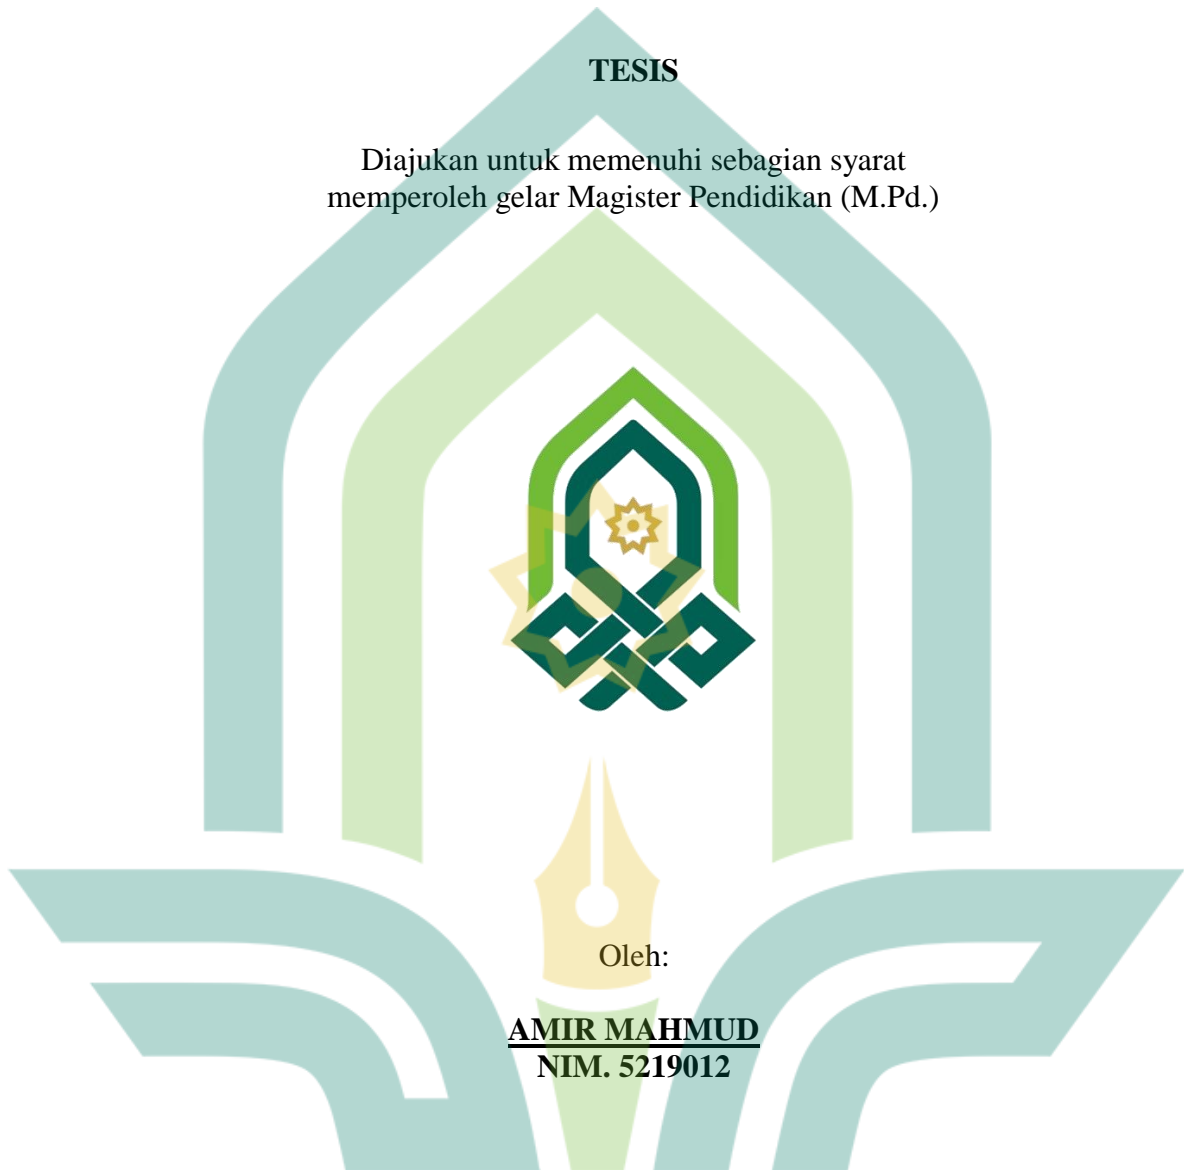 TESIS
Diajukan untuk memenuhi sebagian syarat
memperoleh gelar Magister Pendidikan (M.Pd.)
Oleh:
AMIR MAHMUD
NIM. 5219012